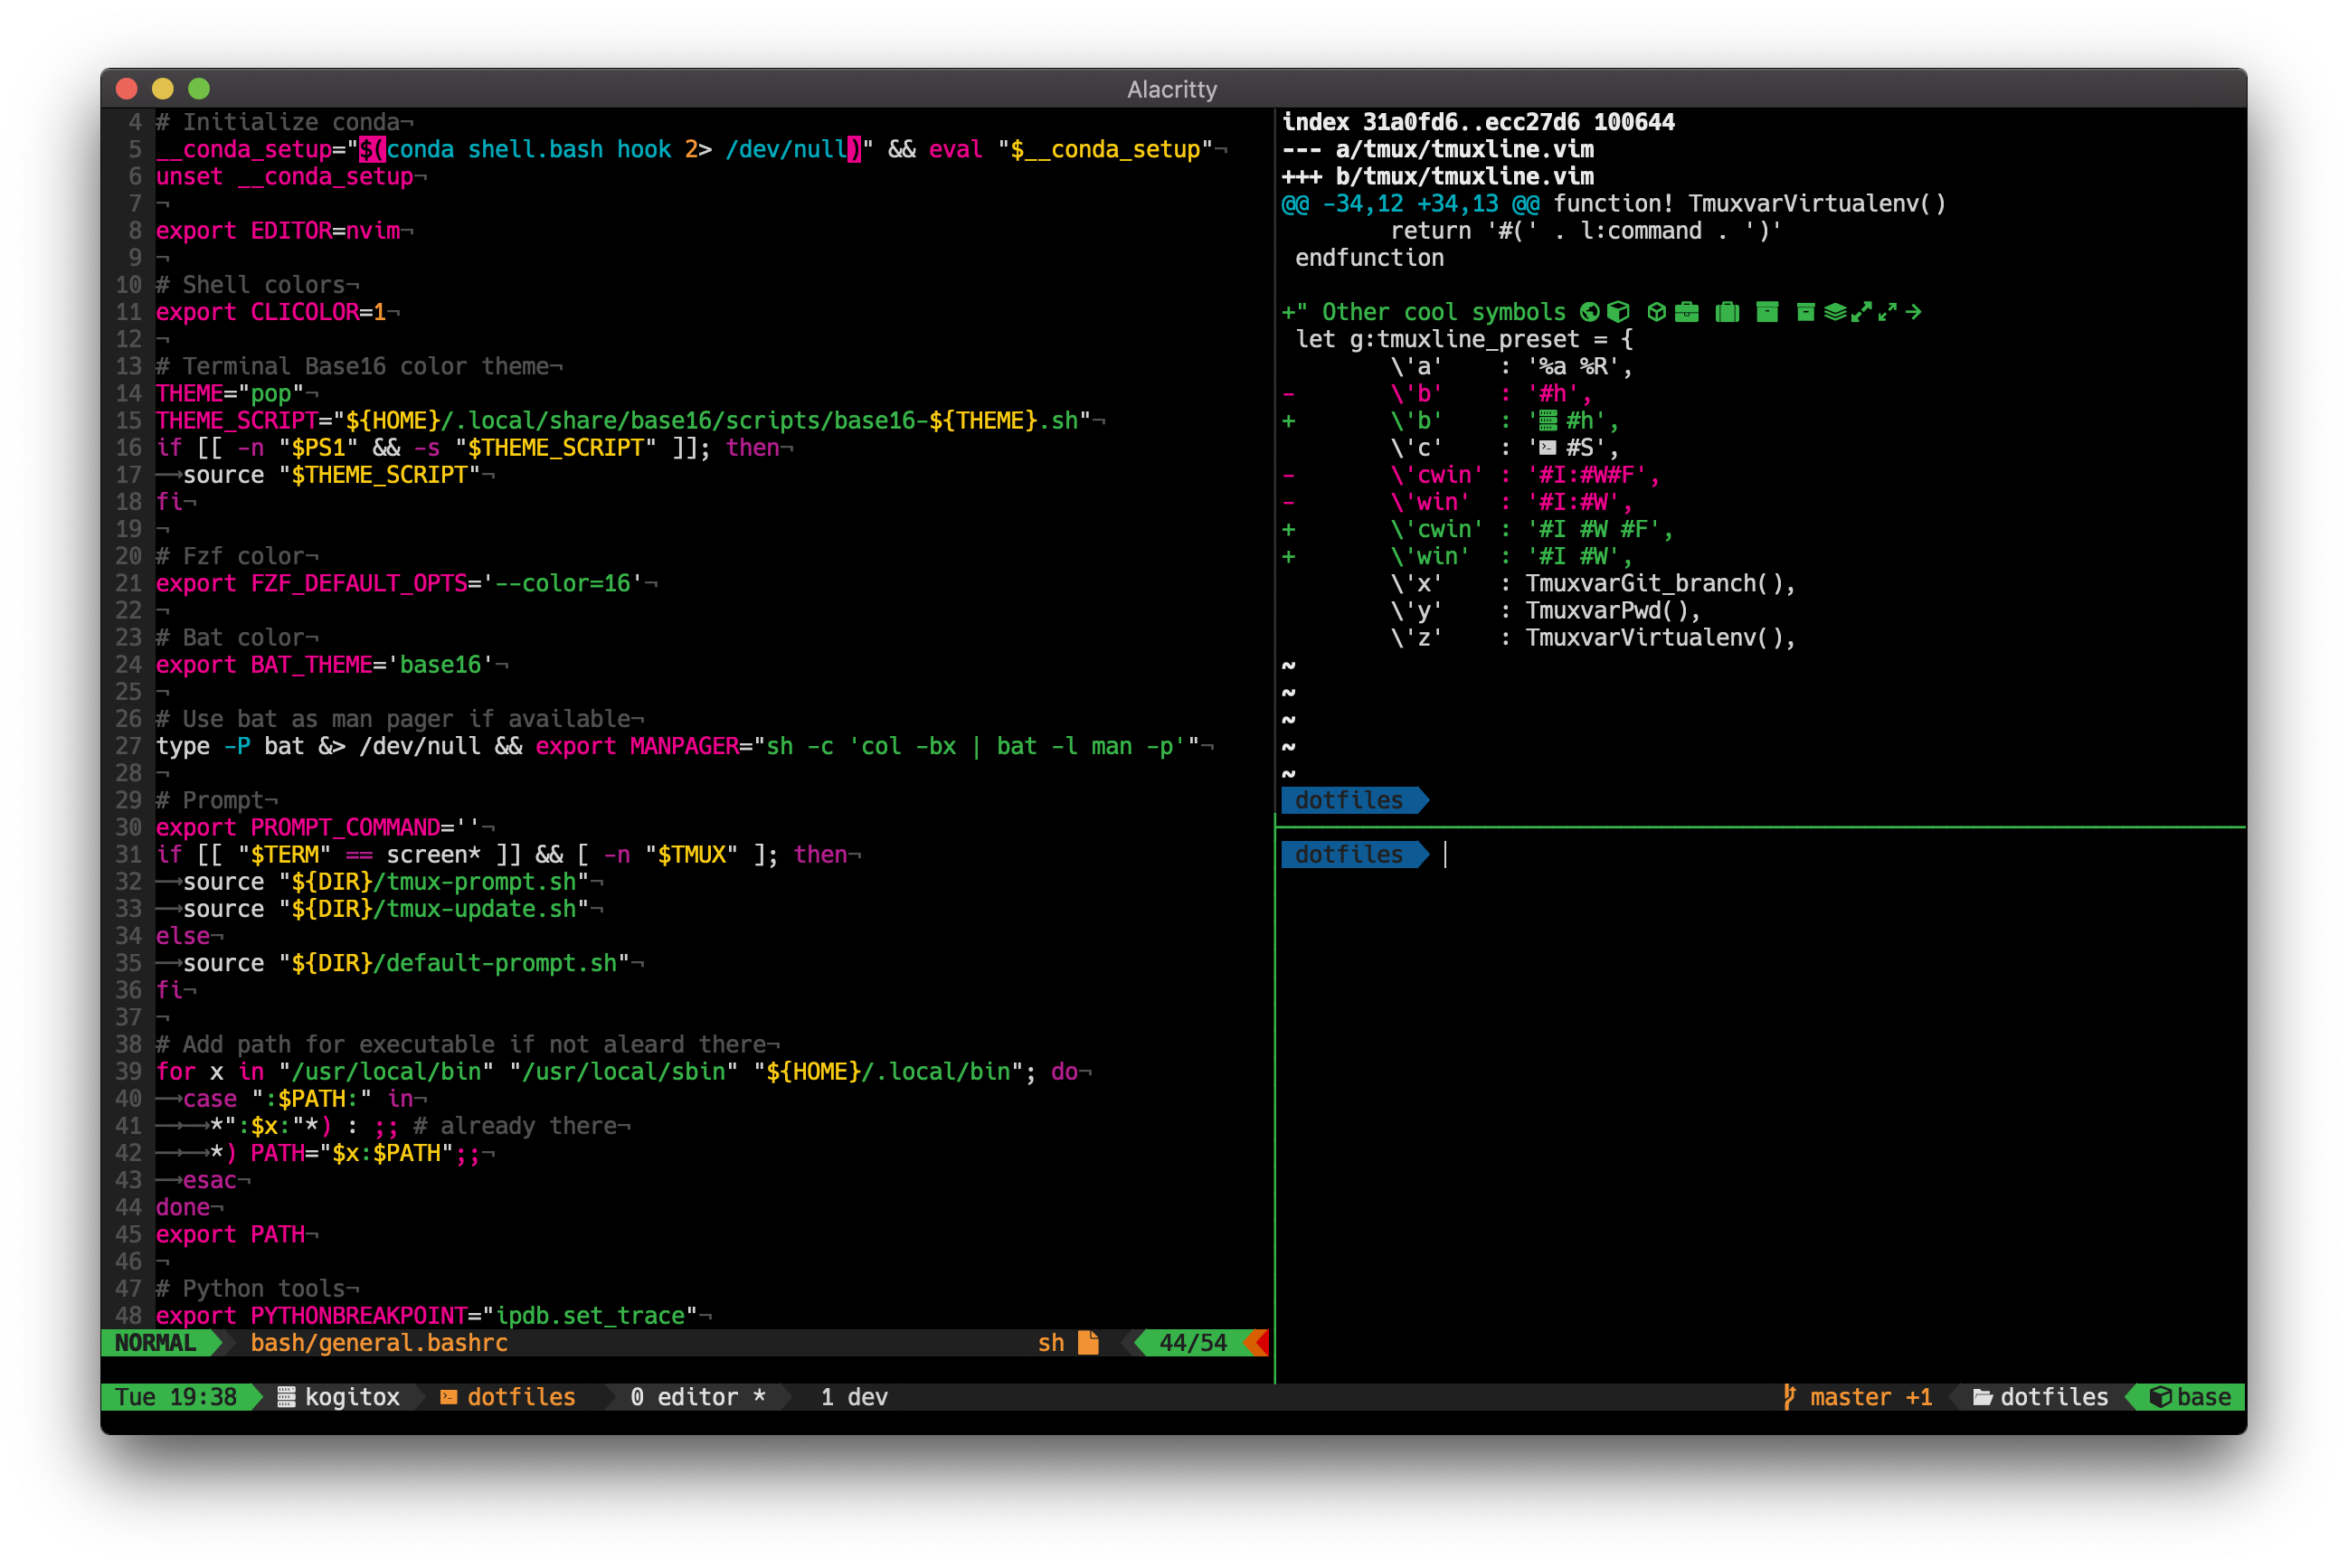 Alacritty
4 # Initialize conda¬
5 __conda_setup="$(conda shell.bash hook 2> /dev/null)" && eval "$__conda_setup"¬
6 unset __conda_setup¬
7 ¬
8 export EDITOR=nvim¬
9 ¬
10 # Shell colors¬
11 export CLICOLOR=1¬
12 ¬
13 # Terminal Base16 color theme¬
14 THEME="pop"¬
15 THEME_SCRIPT="${HOME}/.local/share/base16/scripts/base16-${THEME}.sh"¬
16 if [[ -n "$PS1" && -s "$THEME_SCRIPT" ]]; then¬
17 ⟶source "$THEME_SCRIPT"¬
18 fi¬
19 ¬
20 # Fzf color¬
21 export FZF_DEFAULT_OPTS='--color=16'¬
22 ¬
23 # Bat color¬
24 export BAT_THEME='base16'¬
25 ¬
26 # Use bat as man pager if available¬
27 type -P bat &> /dev/null && export MANPAGER="sh -c 'col -bx | bat -l man -p'"¬
28 ¬
29 # Prompt¬
30 export PROMPT_COMMAND=''¬
31 if [[ "$TERM" == screen* ]] && [ -n "$TMUX" ]; then¬
32 ⟶source "${DIR}/tmux-prompt.sh"¬
33 ⟶source "${DIR}/tmux-update.sh"¬
34 else¬
35 ⟶source "${DIR}/default-prompt.sh"¬
36 fi¬
37 ¬
38 # Add path for executable if not aleard there¬
39 for x in "/usr/local/bin" "/usr/local/sbin" "${HOME}/.local/bin"; do¬
40 ⟶case ":$PATH:" in¬
41 ⟶⟶*":$x:"*) : ;; # already there¬
42 ⟶⟶*) PATH="$x:$PATH";;¬
43 ⟶esac¬
44 done¬
45 export PATH¬
46 ¬
47 # Python tools¬
48 export PYTHONBREAKPOINT="ipdb.set_trace"¬
NORMAL bash/general.bashrc sh 44/54
index 31a0fd6..ecc27d6 100644
--- a/tmux/tmuxline.vim
+++ b/tmux/tmuxline.vim
@@ -34,12 +34,13 @@ function! TmuxvarVirtualenv()
        return '#(' . l:command . ')'
 endfunction
+" Other cool symbols
 let g:tmuxline_preset = {
        \'a'    : '%a %R',
-       \'b'    : '#h',
+       \'b'    : ' #h',
        \'c'    : ' #S',
-       \'cwin' : '#I:#W#F',
-       \'win'  : '#I:#W',
+       \'cwin' : '#I #W #F',
+       \'win'  : '#I #W',
        \'x'    : TmuxvarGit_branch(),
        \'y'    : TmuxvarPwd(),
        \'z'    : TmuxvarVirtualenv(),
~
~
~
~
~
dotfiles
dotfiles
Tue 19:38 kogitox dotfiles 0 editor * 1 dev master +1 dotfiles base